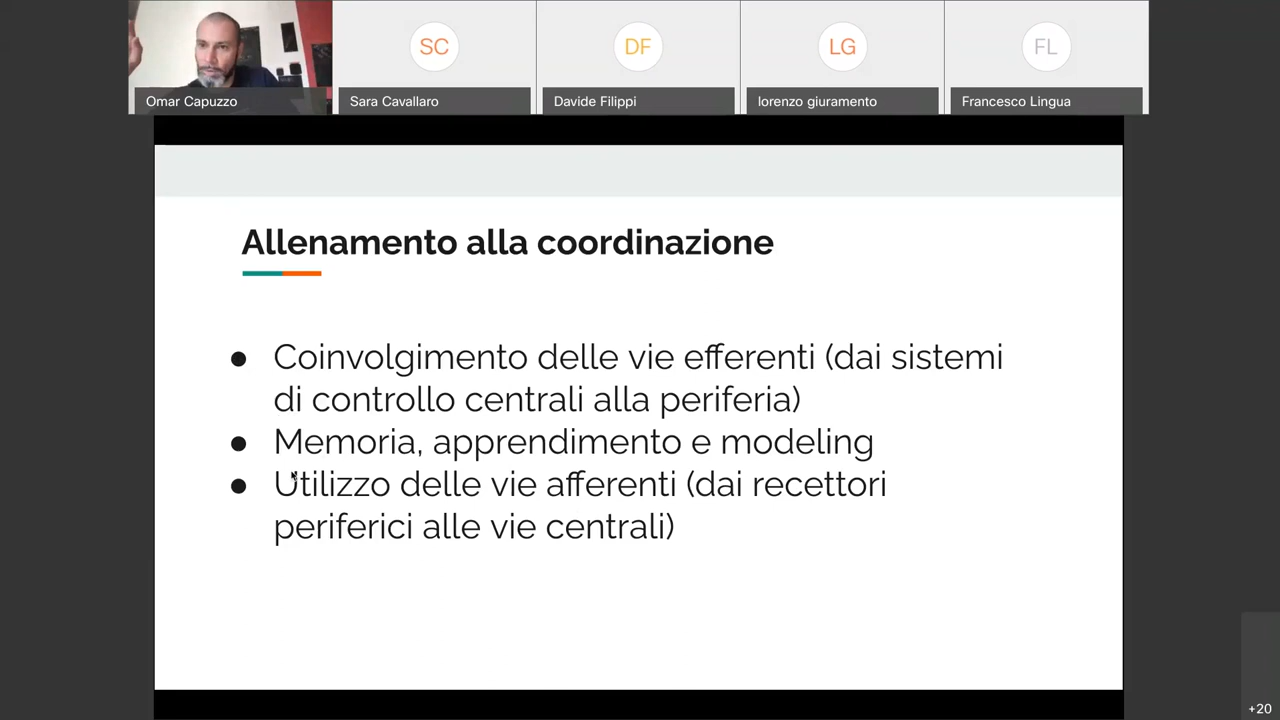 SC
DF
LG
FL
Omar Capuzzo
Sara Cavallaro
Davide Filippi
lorenzo giuramento
Francesco Lingua
Allenamento alla coordinazione
● Coinvolgimento delle vie efferenti (dai sistemi
di controllo centrali alla periferia)
● Memoria, apprendimento e modeling
● Utilizzo delle vie afferenti (dai recettori
periferici alle vie centrali)
+20